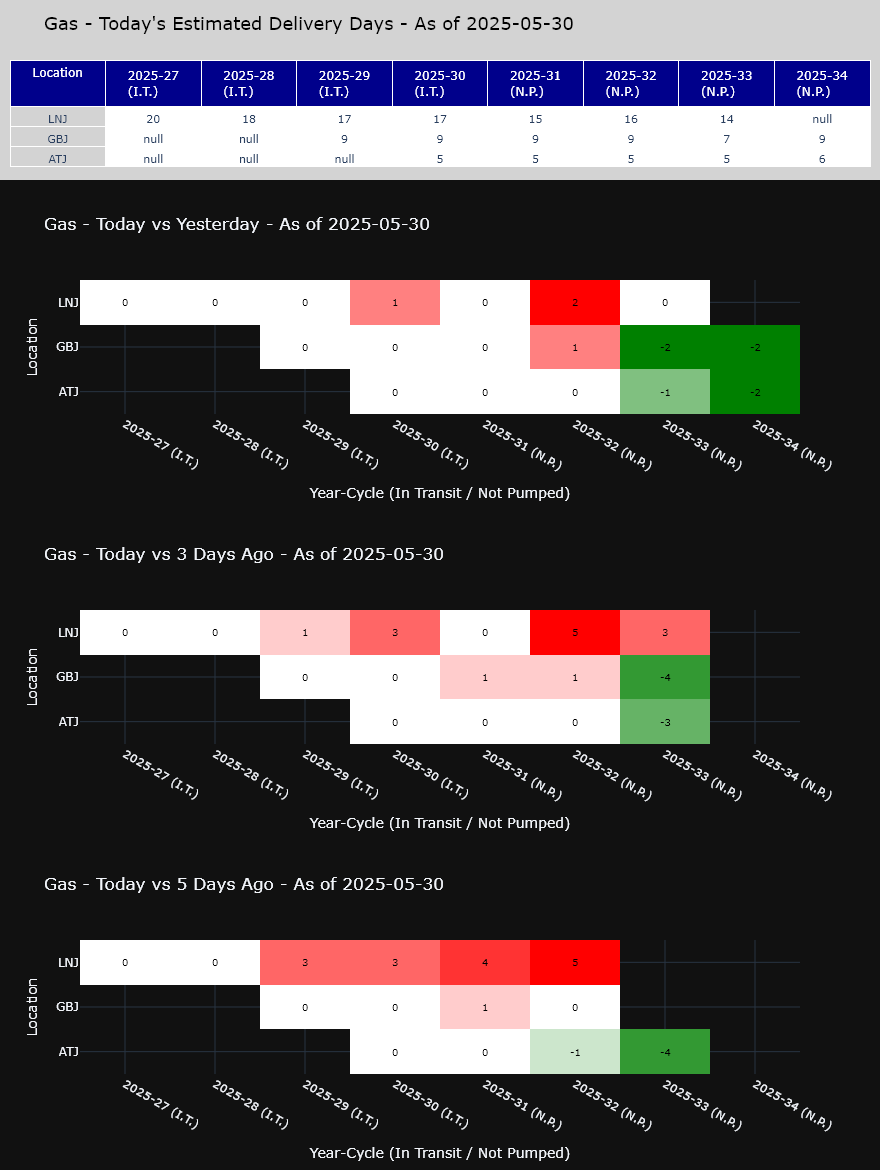 Gas - Today's Estimated Delivery Days - As of 2025-05-30
Location 2025-27 (I.T.) 2025-28 (I.T.) 2025-29 (I.T.) 2025-30 (I.T.) 2025-31 (N.P.) 2025-32 (N.P.) 2025-33 (N.P.) 2025-34 (N.P.)
LNJ 20 18 17 17 15 16 14 null
GBJ null null 9 9 9 9 7 9
ATJ null null null 5 5 5 5 6
Gas - Today vs Yesterday - As of 2025-05-30
Location
LNJ 0 0 0 1 0 2 0
GBJ 0 0 0 1 -2 -2
ATJ 0 0 0 -1 -2
2025-27 (I.T.) 2025-28 (I.T.) 2025-29 (I.T.) 2025-30 (I.T.) 2025-31 (N.P.) 2025-32 (N.P.) 2025-33 (N.P.) 2025-34 (N.P.)
Year-Cycle (In Transit / Not Pumped)
Gas - Today vs 3 Days Ago - As of 2025-05-30
Location
LNJ 0 0 1 3 0 5 3
GBJ 0 0 1 1 -4
ATJ 0 0 0 -3
2025-27 (I.T.) 2025-28 (I.T.) 2025-29 (I.T.) 2025-30 (I.T.) 2025-31 (N.P.) 2025-32 (N.P.) 2025-33 (N.P.) 2025-34 (N.P.)
Year-Cycle (In Transit / Not Pumped)
Gas - Today vs 5 Days Ago - As of 2025-05-30
Location
LNJ 0 0 3 3 4 5
GBJ 0 0 1 0
ATJ 0 0 -1 -4
2025-27 (I.T.) 2025-28 (I.T.) 2025-29 (I.T.) 2025-30 (I.T.) 2025-31 (N.P.) 2025-32 (N.P.) 2025-33 (N.P.) 2025-34 (N.P.)
Year-Cycle (In Transit / Not Pumped)